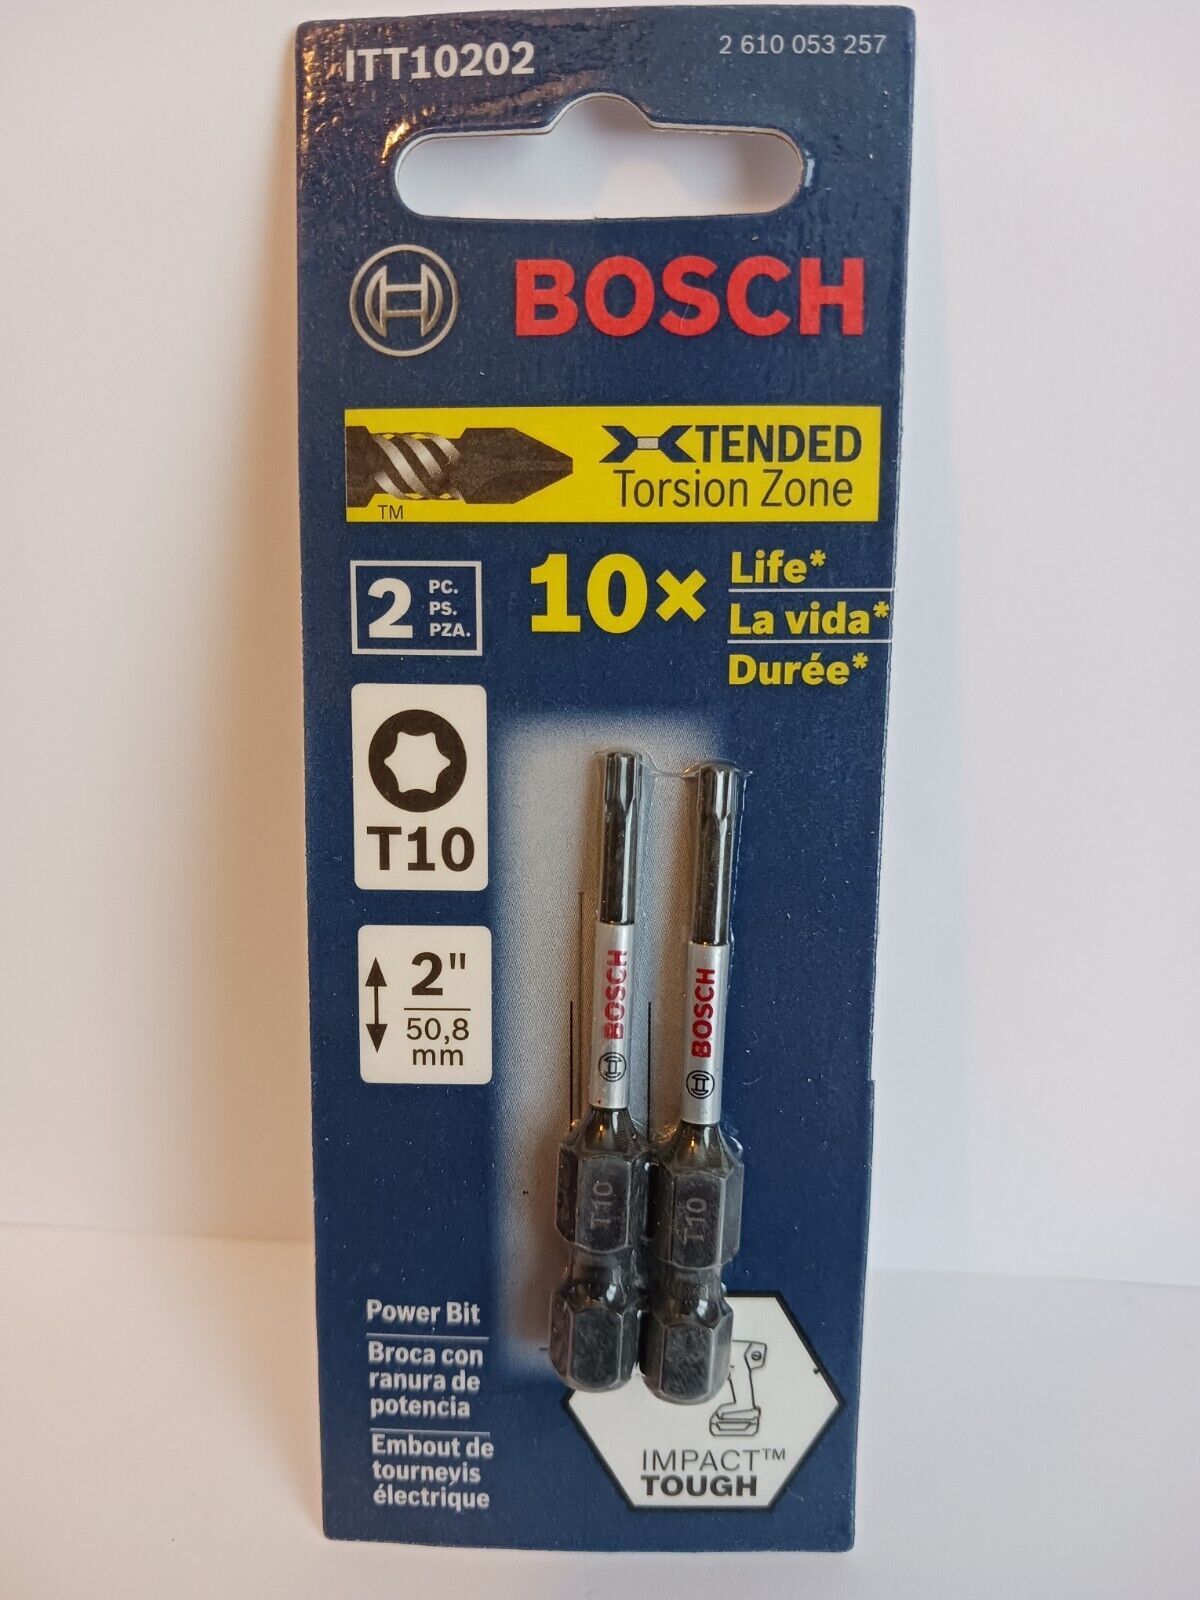 ITT10202
2 610 053 257
BOSCH
XTENDED
Torsion Zone
TM
2
PC.
PS.
PZA.
10×
Life*
La vida*
Durée*
T10
2"
50,8
mm
BOSCH
BOSCH
T10
T10
Power Bit
Broca con
ranura de
potencia
Embout de
tournevis
électrique
IMPACT™
TOUGH